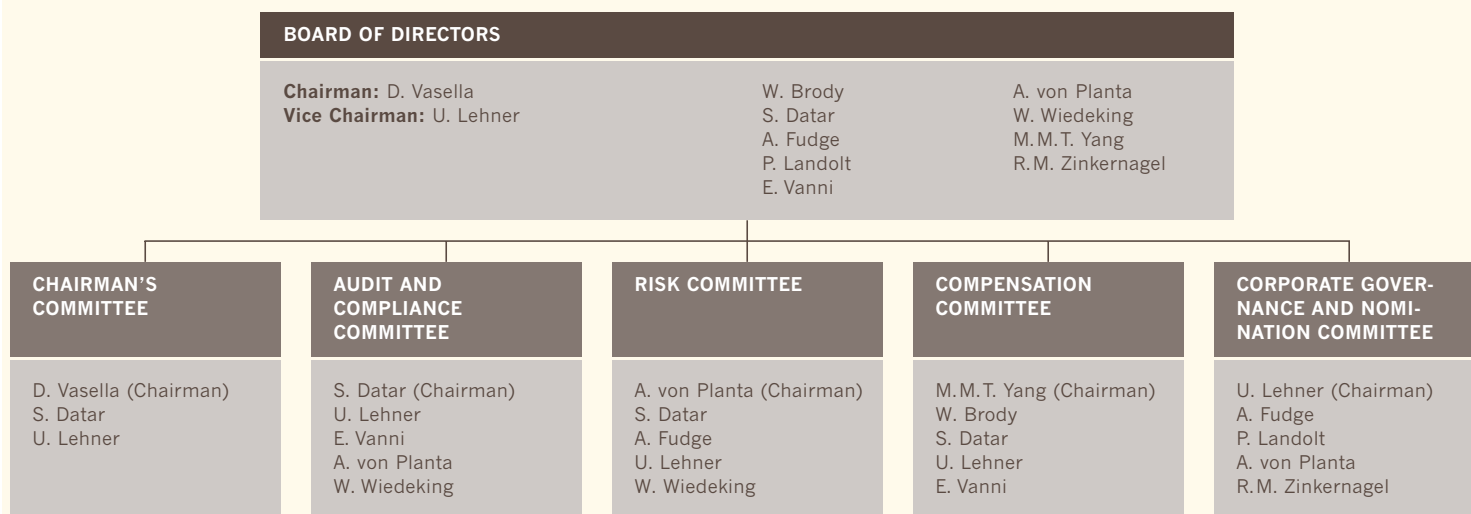 BOARD OF DIRECTORS
Chairman: D. Vasella
Vice Chairman: U. Lehner
W. Brody
S. Datar
A. Fudge
P. Landolt
E. Vanni
A. von Planta
W. Wiedeking
M.M.T. Yang
R.M. Zinkernagel
CHAIRMAN’S
COMMITTEE
D. Vasella (Chairman)
S. Datar
U. Lehner
AUDIT AND
COMPLIANCE
COMMITTEE
S. Datar (Chairman)
U. Lehner
E. Vanni
A. von Planta
W. Wiedeking
RISK COMMITTEE
A. von Planta (Chairman)
S. Datar
A. Fudge
U. Lehner
W. Wiedeking
COMPENSATION
COMMITTEE
M.M.T. Yang (Chairman)
W. Brody
S. Datar
U. Lehner
E. Vanni
CORPORATE GOVER-
NANCE AND NOMI-
NATION COMMITTEE
U. Lehner (Chairman)
A. Fudge
P. Landolt
A. von Planta
R.M. Zinkernagel